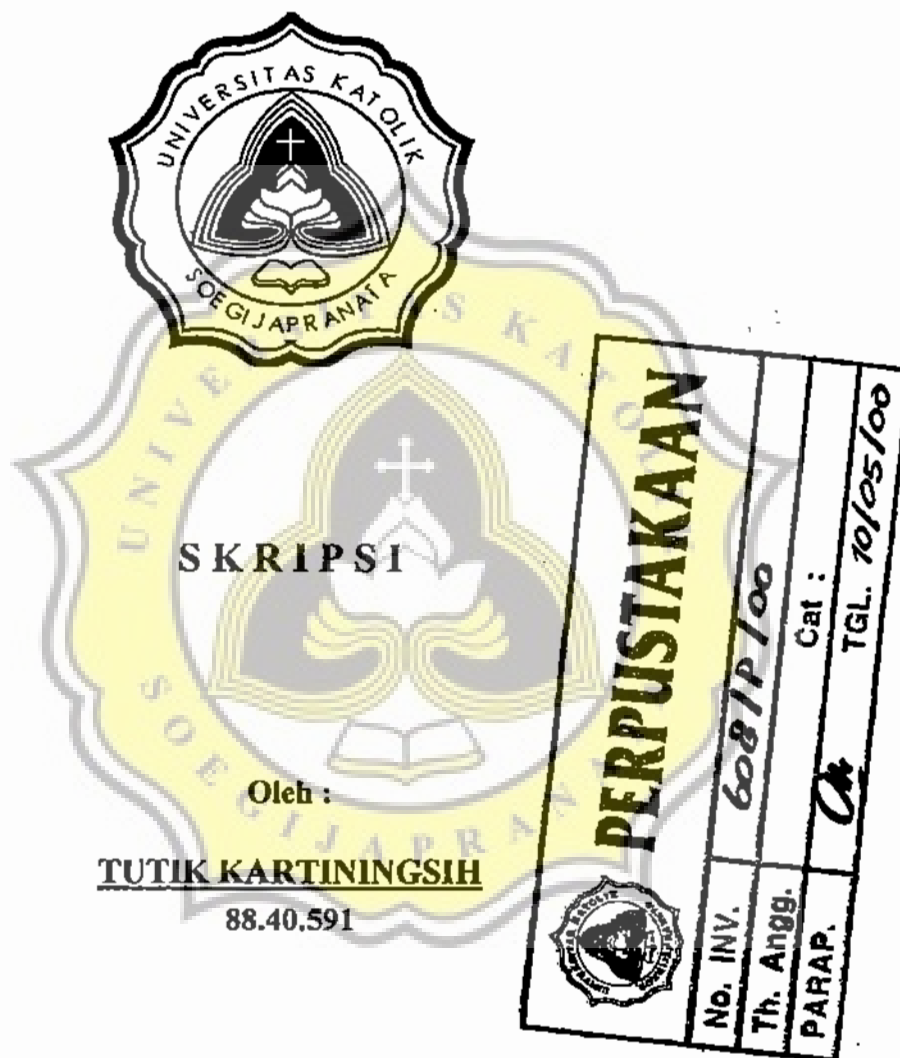 UNIVERSITAS KATOLIK
SOEGIJAPRANATA
SKRIPSI
Oleh :
TUTIK KARTININGSIH
88.40.591
PERPUSTAKAAN
No. INV. 608/P/00
Th. Angg. Cat :
PARAP. TGL. 10/05/00